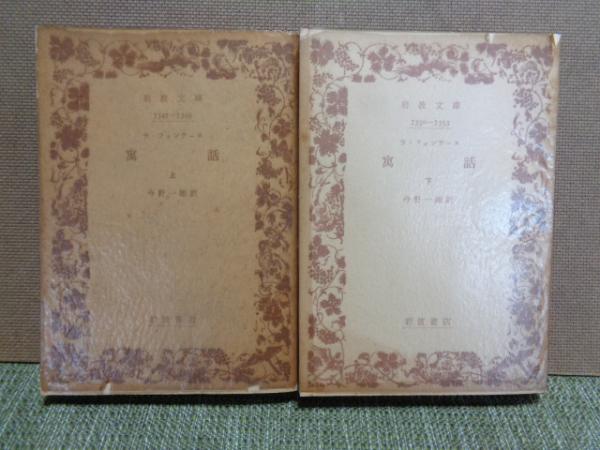 岩波文庫
ラ・フォンテーヌ
寓話
上
今野一雄訳
岩波書店
岩波文庫
7350—7353
ラ・フォンテーヌ
寓話
下
今野一雄訳
岩波書店